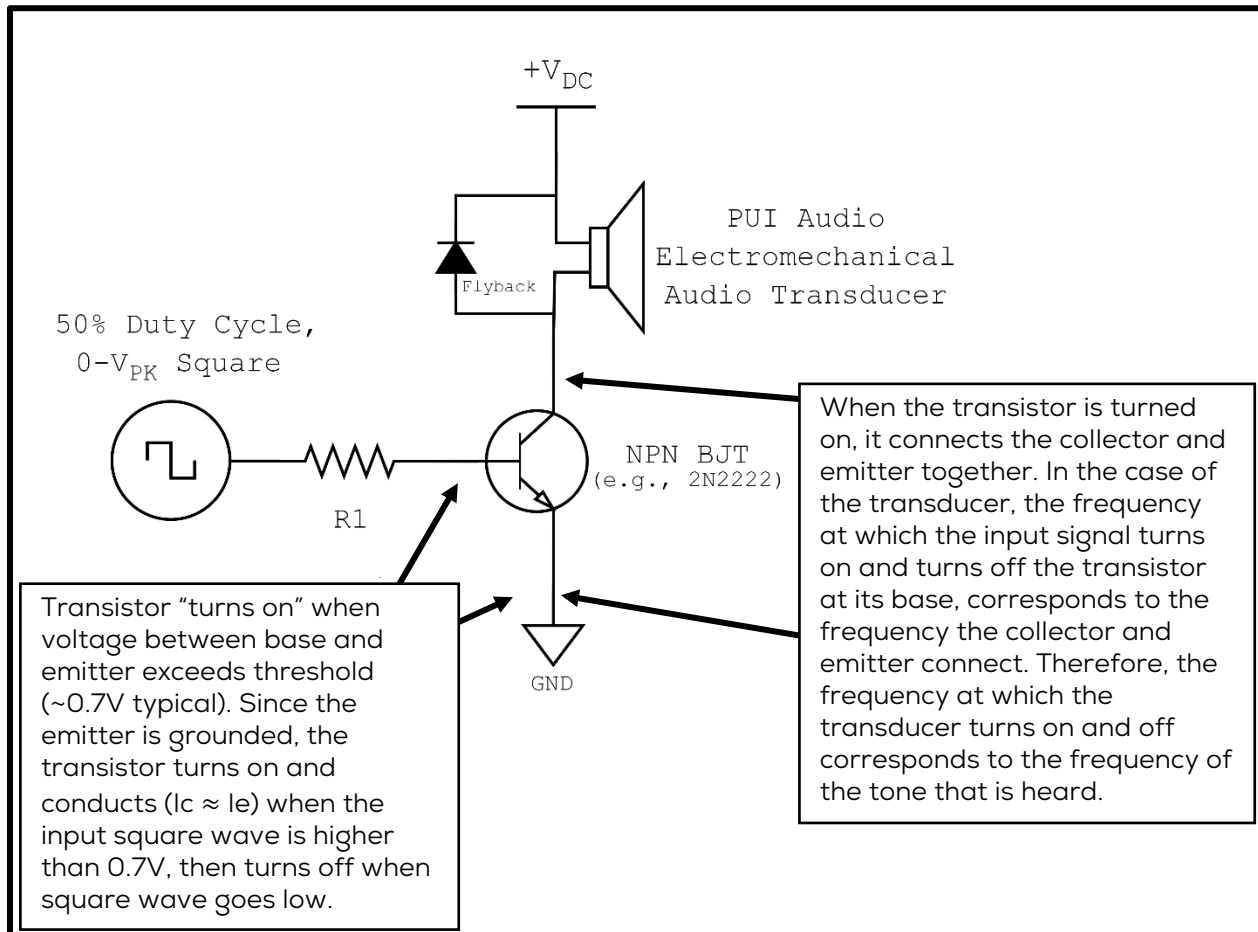 +VDC
PUI Audio
Electromechanical
Audio Transducer
Flyback
50% Duty Cycle,
0-VPK Square
R1
NPN BJT
(e.g., 2N2222)
GND
Transistor “turns on” when
voltage between base and
emitter exceeds threshold
(~0.7V typical). Since the
emitter is grounded, the
transistor turns on and
conducts (Ic ≈ Ie) when the
input square wave is higher
than 0.7V, then turns off when
square wave goes low.
When the transistor is turned
on, it connects the collector and
emitter together. In the case of
the transducer, the frequency
at which the input signal turns
on and turns off the transistor
at its base, corresponds to the
frequency the collector and
emitter connect. Therefore, the
frequency at which the
transducer turns on and off
corresponds to the frequency of
the tone that is heard.